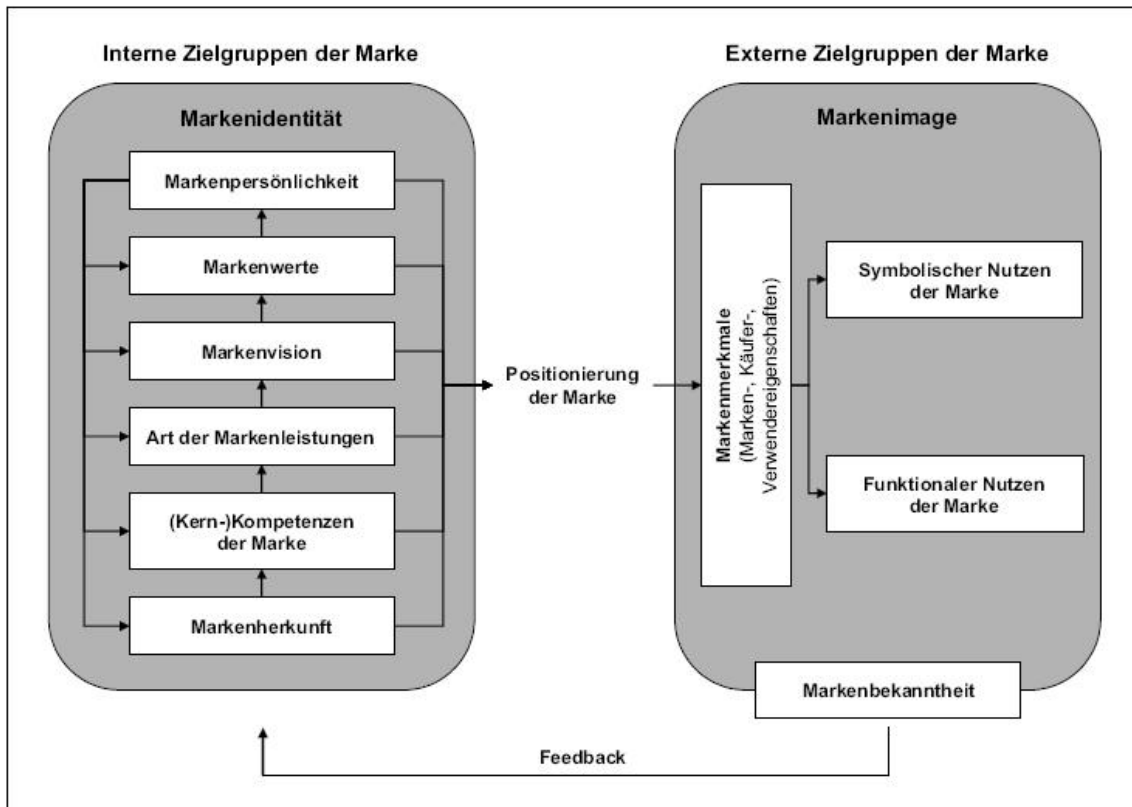 Interne Zielgruppen der Marke
Markenidentität
Markenpersönlichkeit
Markenwerte
Markenvision
Art der Markenleistungen
(Kern-)Kompetenzen
der Marke
Markenherkunft
Positionierung
der Marke
Externe Zielgruppen der Marke
Markenimage
Markenmerkmale
(Marken-, Käufer-,
Verwendereigenschaften)
Symbolischer Nutzen
der Marke
Funktionaler Nutzen
der Marke
Markenbekanntheit
Feedback